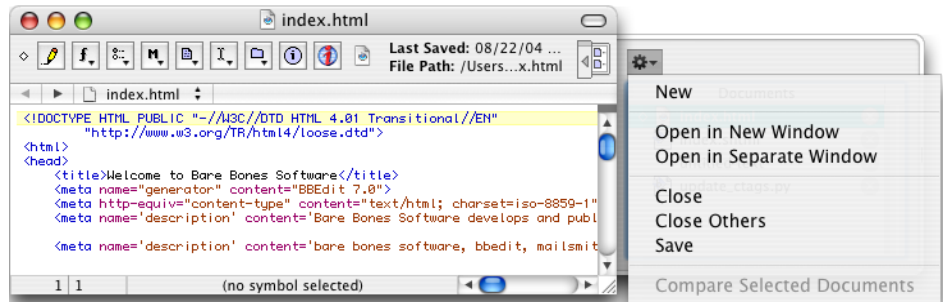 index.html
Last Saved: 08/22/04 ...
File Path: /Users...x.html
index.html
<!DOCTYPE HTML PUBLIC "-//W3C//DTD HTML 4.01 Transitional//EN"
"http://www.w3.org/TR/html4/loose.dtd">
<html>
<head>
<title>Welcome to Bare Bones Software</title>
<meta name="generator" content="BBEdit 7.0">
<meta http-equiv="content-type" content="text/html; charset=iso-8859-1"
<meta name='description' content='Bare Bones Software develops and publ
<meta name='description' content='bare bones software, bbedit, mailsmit
1 1 (no symbol selected)
Documents
New
Open in New Window
Open in Separate Window
update_ctags.py
Close
Close Others
Save
Compare Selected Documents